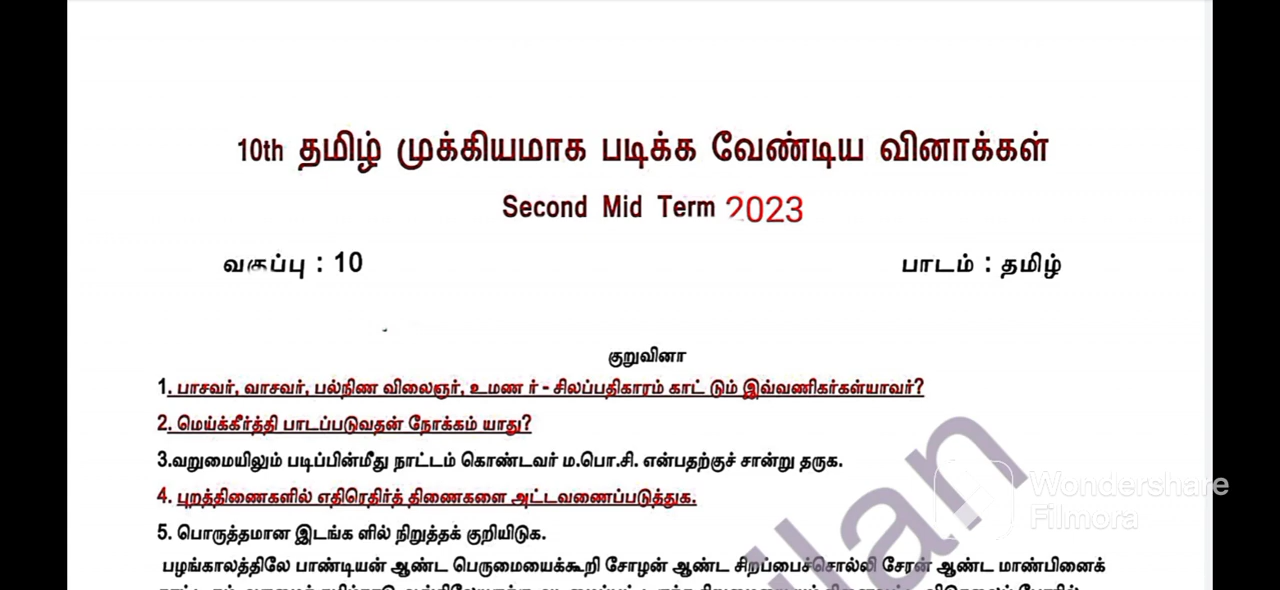 10th தமிழ் முக்கியமாக படிக்க வேண்டிய வினாக்கள்
Second Mid Term 2023
வகுப்பு : 10 பாடம் : தமிழ்
குறுவினா
1. பாசவர், வாசவர், பல்நிண விலைஞர், உமண ர் - சிலப்பதிகாரம் காட் டும் இவ்வணிகர்கள்யாவர்?
2. மெய்க்கீர்த்தி பாடப்படுவதன் நோக்கம் யாது?
3.வறுமையிலும் படிப்பின்மீது நாட்டம் கொண்டவர் ம.பொ.சி. என்பதற்குச் சான்று தருக.
4. புறத்திணைகளில் எதிரெதிர்த் திணைகளை அட்டவணைப்படுத்துக.
5. பொருத்தமான இடங்க ளில் நிறுத்தக் குறியிடுக.
பழங்காலத்திலே பாண்டியன் ஆண்ட பெருமையைக்கூறி சோழன் ஆண்ட சிறப்பைச்சொல்லி சேரன் ஆண்ட மாண்பினைக்
ilan
Wondershare
Filmora